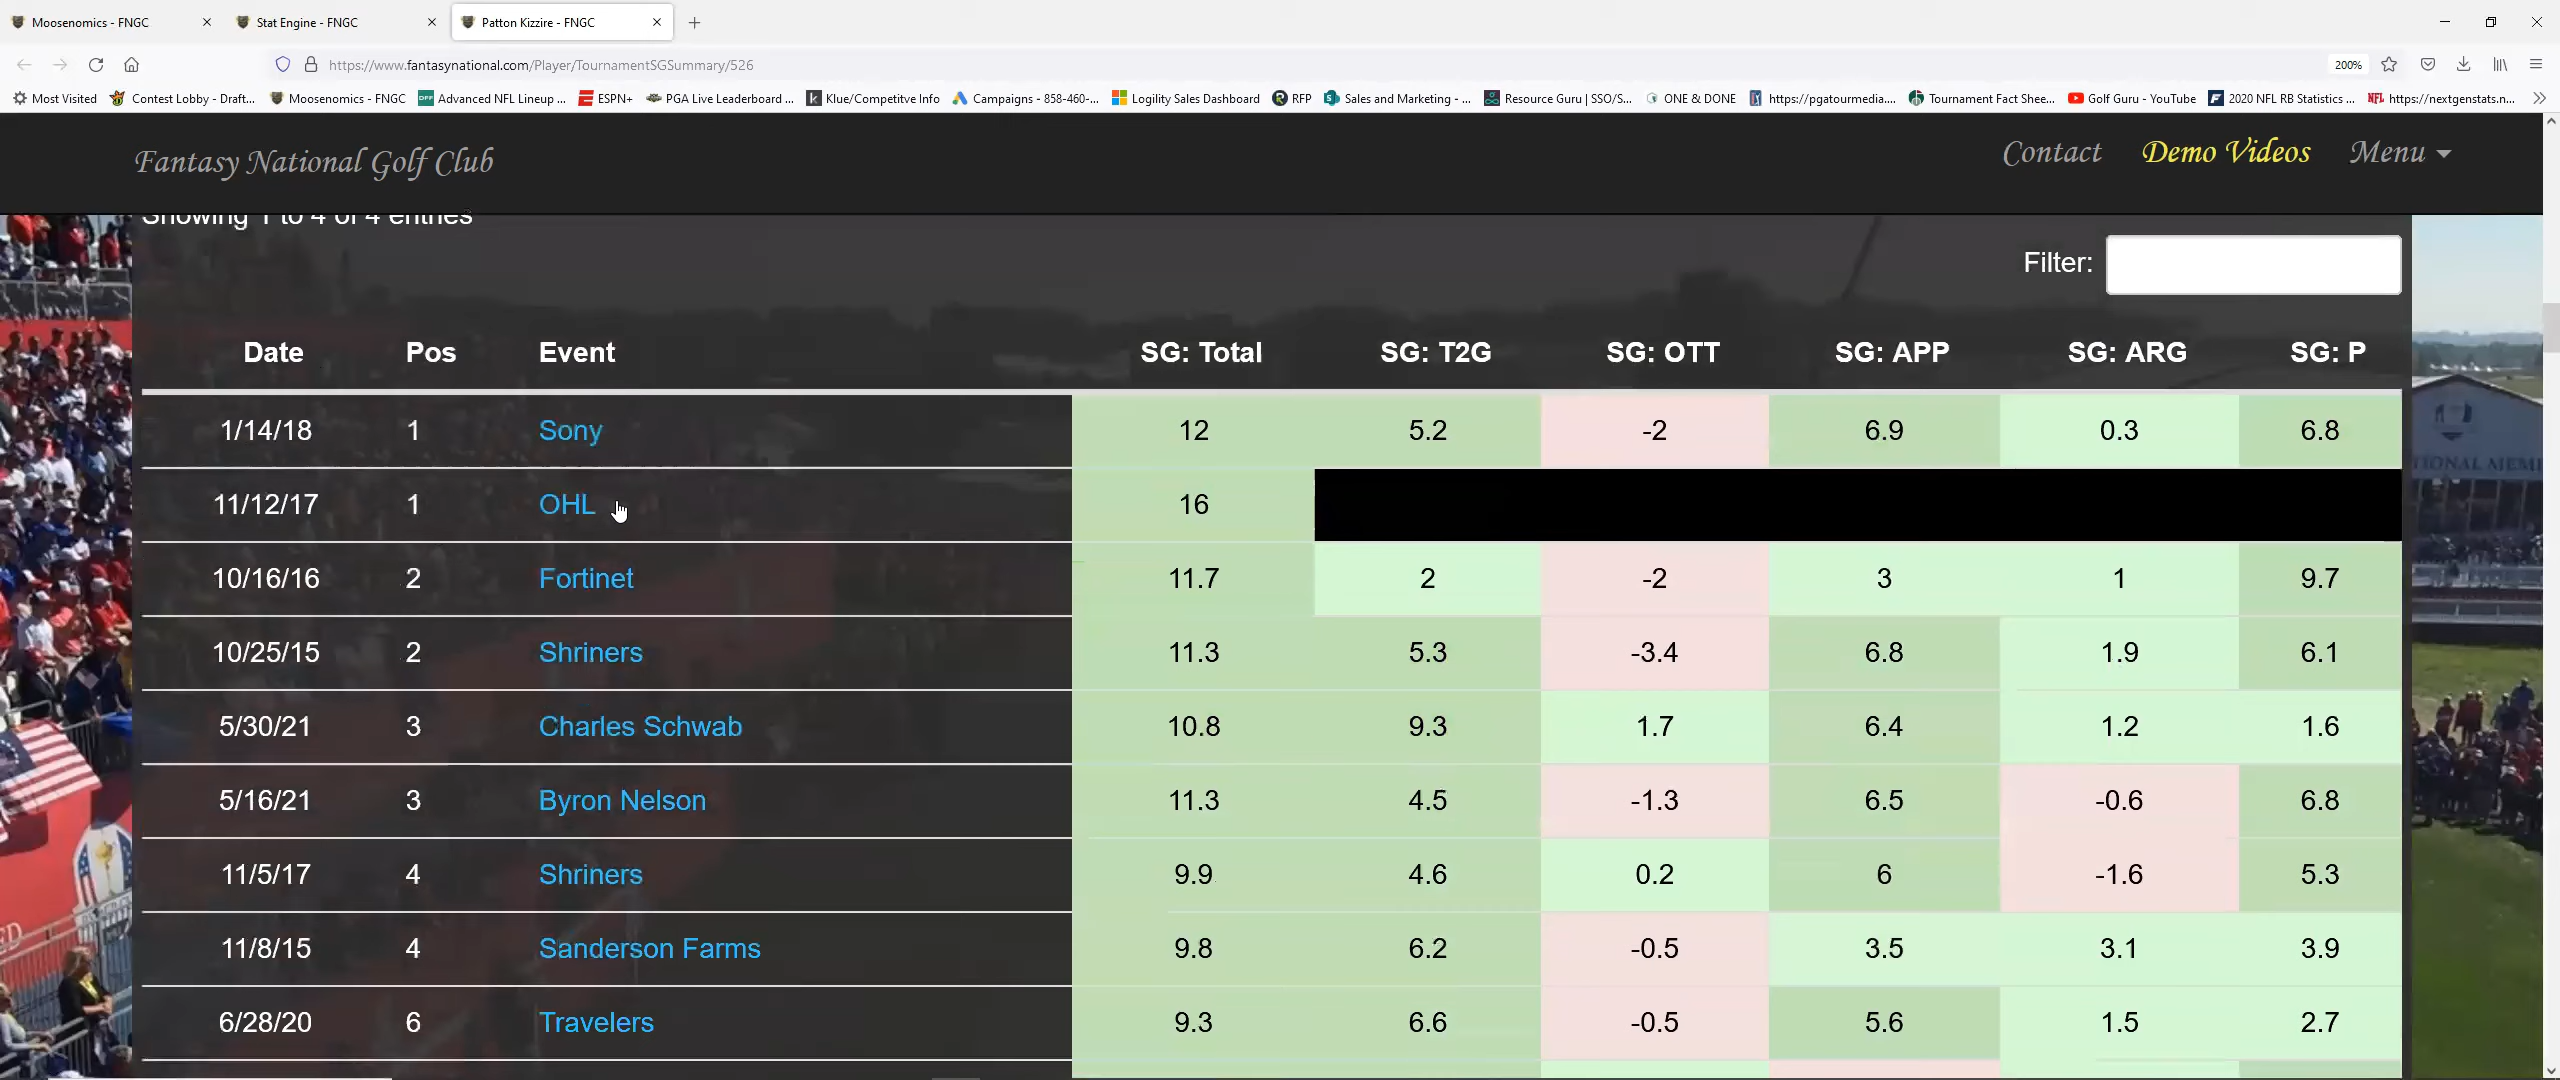 Moosenomics - FNGC
Stat Engine - FNGC
Patton Kizzire - FNGC
https://www.fantasynational.com/Player/TournamentSGSummary/526
200%
Most Visited
Contest Lobby - Draft...
Moosenomics - FNGC
Advanced NFL Lineup ...
ESPN+
PGA Live Leaderboard ...
Klue/Competitve Info
Campaigns - 858-460-...
Logility Sales Dashboard
RFP
Sales and Marketing - ...
Resource Guru | SSO/S...
ONE & DONE
https://pgatourmedia....
Tournament Fact Shee...
Golf Guru - YouTube
2020 NFL RB Statistics ...
https://nextgenstats.n...
Fantasy National Golf Club
Contact Demo Videos Menu
Showing 1 to 4 of 4 entries
Filter:
Date Pos Event SG: Total SG: T2G SG: OTT SG: APP SG: ARG SG: P
1/14/18 1 Sony 12 5.2 -2 6.9 0.3 6.8
11/12/17 1 OHL 16
10/16/16 2 Fortinet 11.7 2 -2 3 1 9.7
10/25/15 2 Shriners 11.3 5.3 -3.4 6.8 1.9 6.1
5/30/21 3 Charles Schwab 10.8 9.3 1.7 6.4 1.2 1.6
5/16/21 3 Byron Nelson 11.3 4.5 -1.3 6.5 -0.6 6.8
11/5/17 4 Shriners 9.9 4.6 0.2 6 -1.6 5.3
11/8/15 4 Sanderson Farms 9.8 6.2 -0.5 3.5 3.1 3.9
6/28/20 6 Travelers 9.3 6.6 -0.5 5.6 1.5 2.7